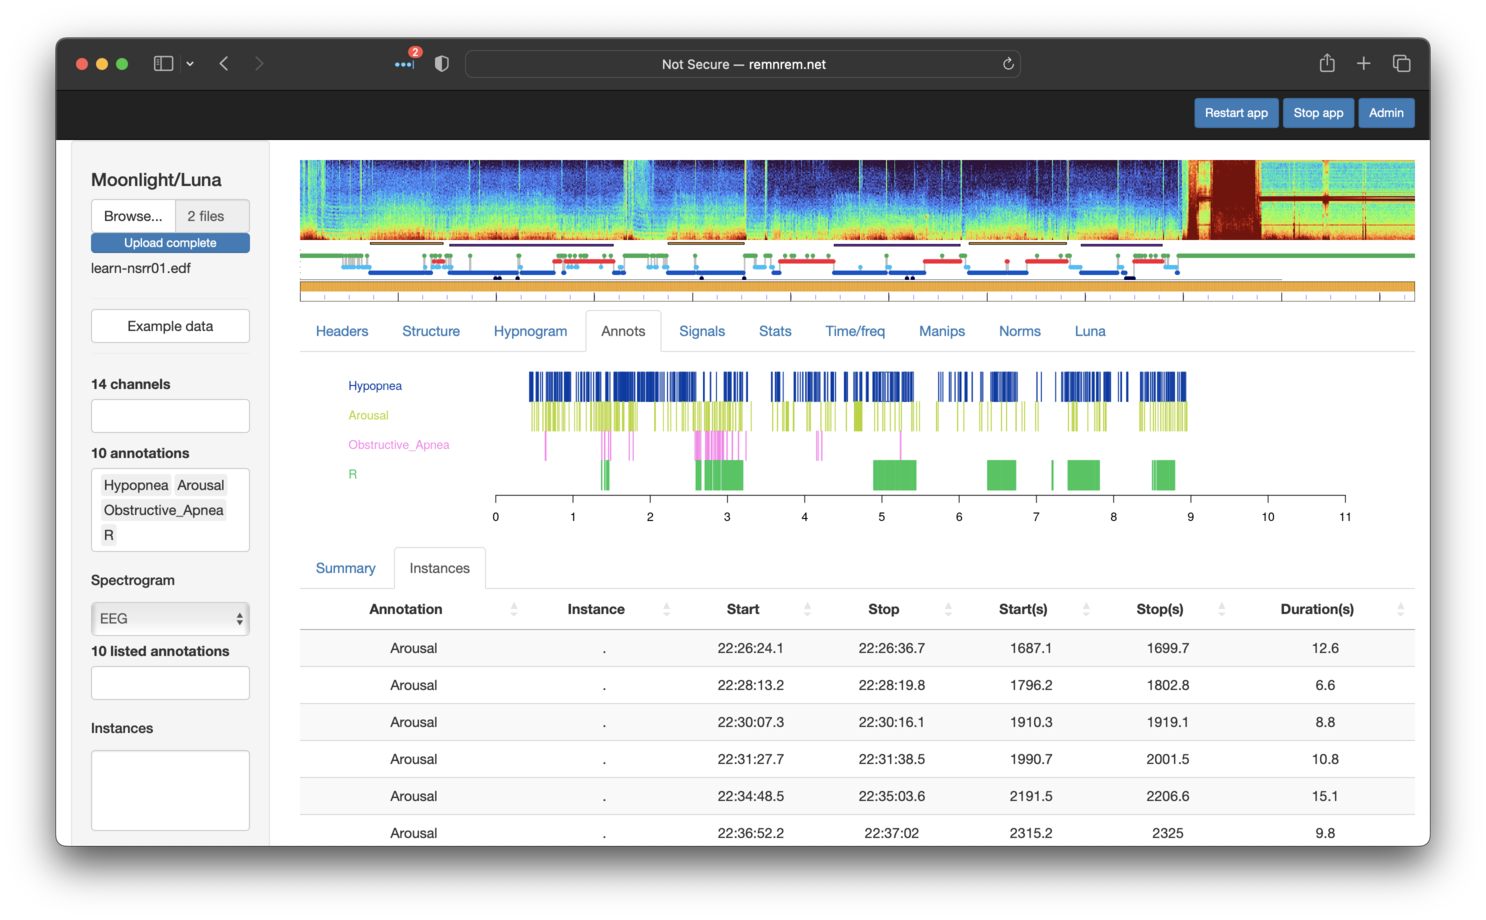 2
Not Secure — remnrem.net
Restart app
Stop app
Admin
Moonlight/Luna
Browse...
2 files
Upload complete
learn-nsrr01.edf
Example data
14 channels
10 annotations
Hypopnea Arousal
Obstructive_Apnea
R
Spectrogram
EEG
10 listed annotations
Instances
Headers Structure Hypnogram Annots Signals Stats Time/freq Manips Norms Luna
Hypopnea
Arousal
Obstructive_Apnea
R
0 1 2 3 4 5 6 7 8 9 10 11
Summary Instances
Annotation Instance Start Stop Start(s) Stop(s) Duration(s)
Arousal . 22:26:24.1 22:26:36.7 1687.1 1699.7 12.6
Arousal . 22:28:13.2 22:28:19.8 1796.2 1802.8 6.6
Arousal . 22:30:07.3 22:30:16.1 1910.3 1919.1 8.8
Arousal . 22:31:27.7 22:31:38.5 1990.7 2001.5 10.8
Arousal . 22:34:48.5 22:35:03.6 2191.5 2206.6 15.1
Arousal . 22:36:52.2 22:37:02 2315.2 2325 9.8